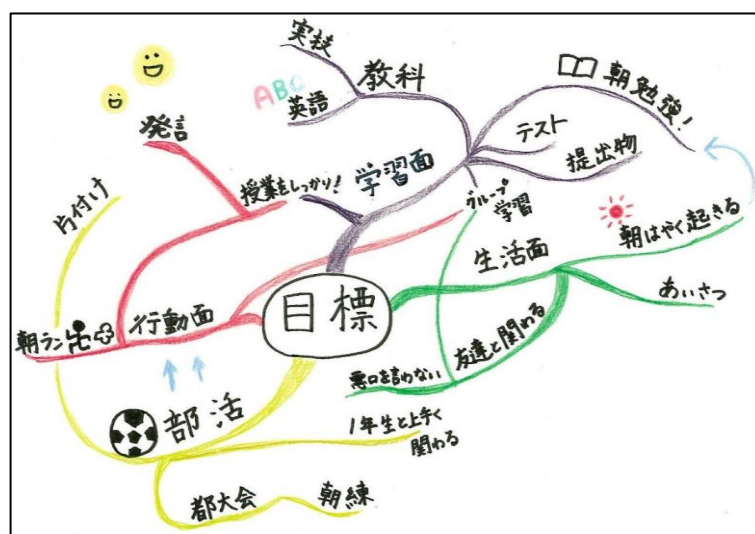 実技
教科
ABC
英語
朝勉強!
テスト
提出物
発言
授業をしっかり!
学習面
グループ
学習
片付け
生活面
朝はやく起きる
あいさつ
目標
行動面
朝ラン
友達と関わる
悪口を言わない
部活
1年生と上手く
関わる
都大会
朝練